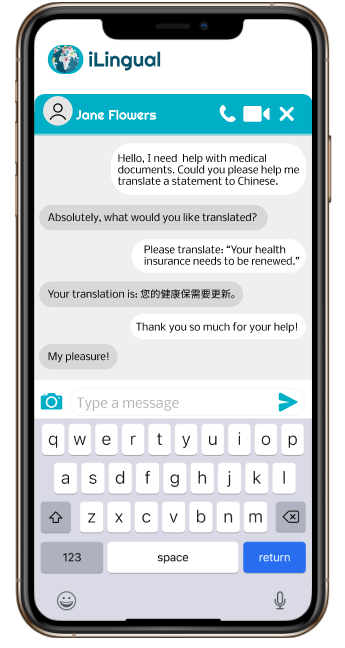 iLingual
Jane Flowers
Hello, I need help with medical
documents. Could you please help me
translate a statement to Chinese.
Absolutely, what would you like translated?
Please translate: “Your health
insurance needs to be renewed.”
Your translation is: 您的健康保需要更新。
Thank you so much for your help!
My pleasure!
Type a message
q w e r t y u i o p
a s d f g h j k l
z x c v b n m
123 space return